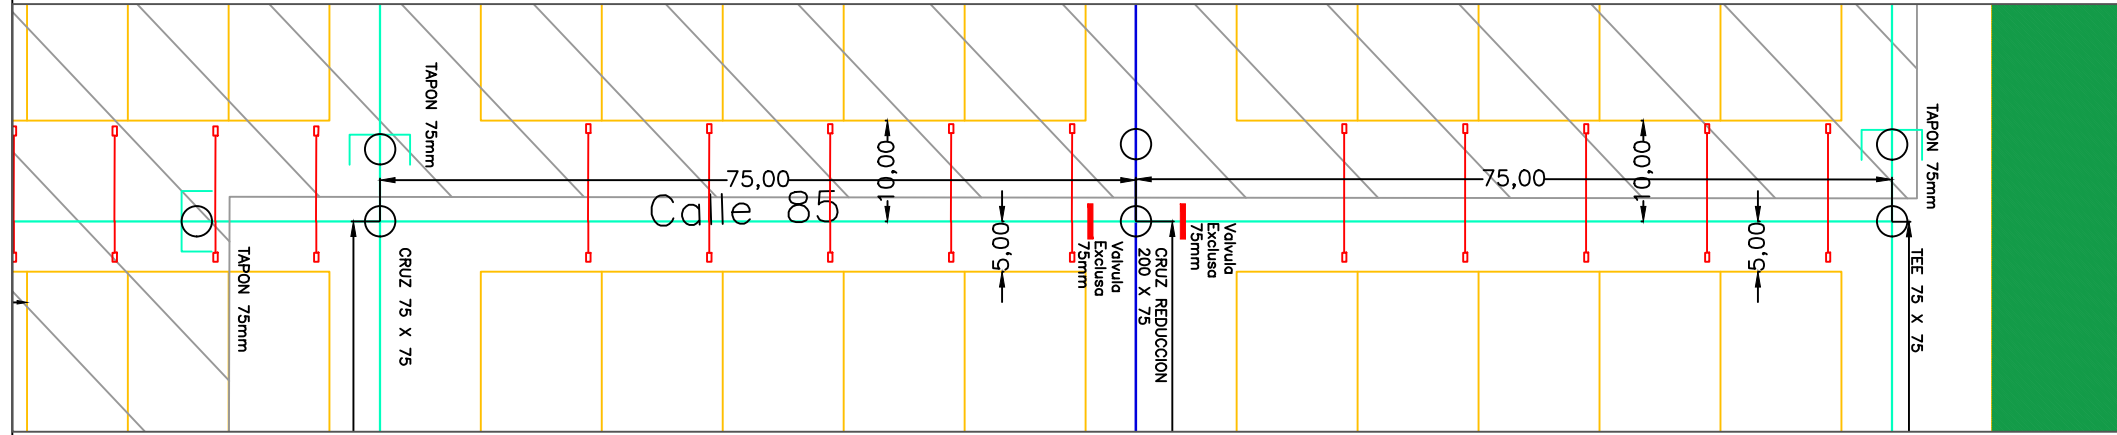 TAPON 75mm
TAPON 75mm
75,00
75,00
10,00
10,00
Calle 85
5,00
5,00
TAPON 75mm
CRUZ 75 X 75
Valvula
Exclusa
75mm
CRUZ REDUCCION
200 X 75
Valvula
Exclusa
75mm
TEE 75 X 75